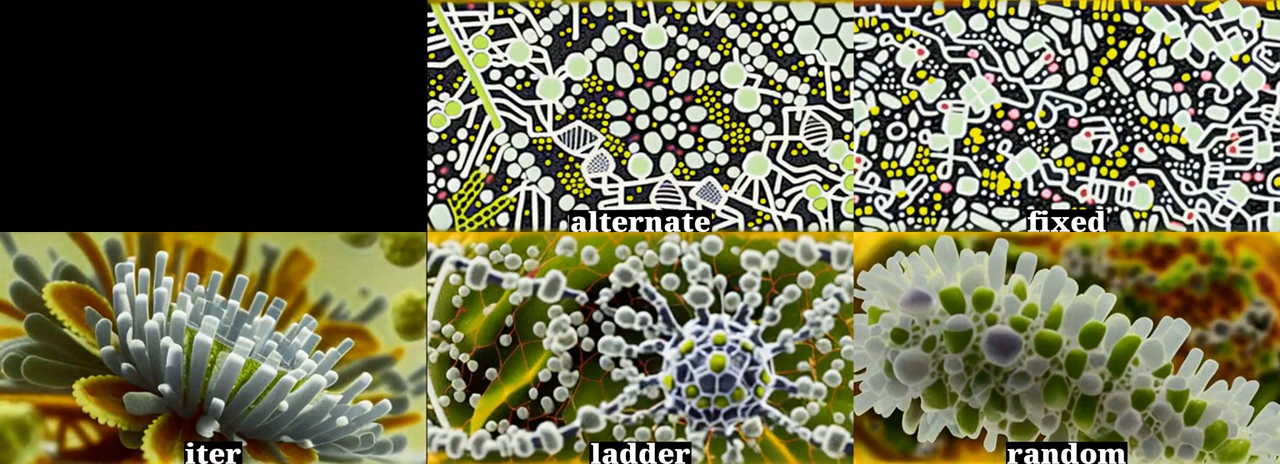 alternate
fixed
iter
ladder
random